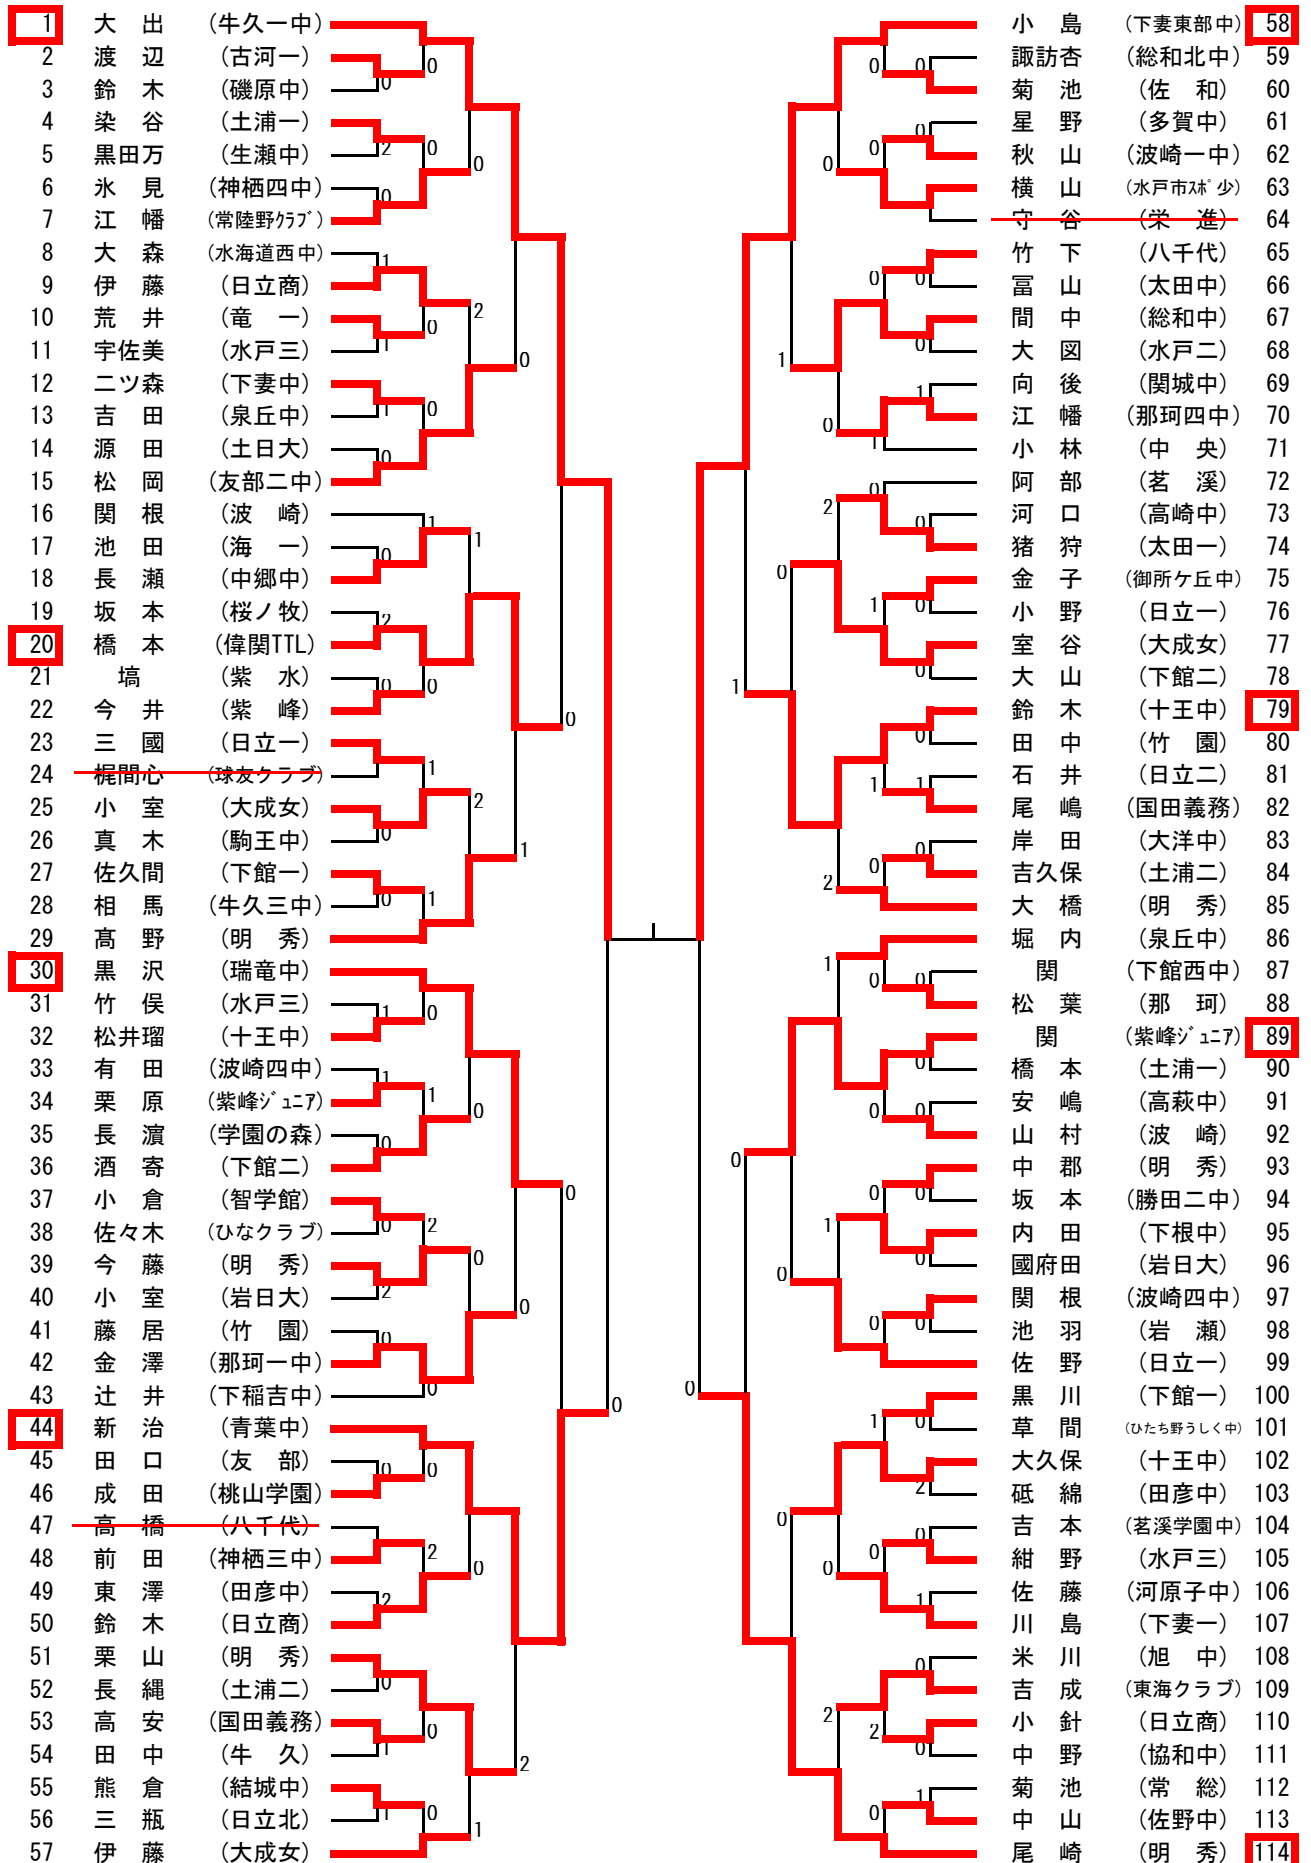 1 大 出 (牛久一中)
2 渡 辺 (古河一)
3 鈴 木 (磯原中)
4 染 谷 (土浦一)
5 黒田万 (生瀬中)
6 氷 見 (神栖四中)
7 江 幡 (常陸野ｸﾗﾌﾞ)
8 大 森 (水海道西中)
9 伊 藤 (日立商)
10 荒 井 (竜 一)
11 宇佐美 (水戸三)
12 二ツ森 (下妻中)
13 吉 田 (泉丘中)
14 源 田 (土日大)
15 松 岡 (友部二中)
16 関 根 (波 崎)
17 池 田 (海 一)
18 長 瀬 (中郷中)
19 坂 本 (桜ノ牧)
20 橋 本 (偉関TTL)
21 塙 (紫 水)
22 今 井 (紫 峰)
23 三 國 (日立一)
24 梶間心 (球友クラブ)
25 小 室 (大成女)
26 真 木 (駒王中)
27 佐久間 (下館一)
28 相 馬 (牛久三中)
29 髙 野 (明 秀)
30 黒 沢 (瑞竜中)
31 竹 俣 (水戸三)
32 松井瑠 (十王中)
33 有 田 (波崎四中)
34 栗 原 (紫峰ｼﾞｭﾆｱ)
35 長 濵 (学園の森)
36 酒 寄 (下館二)
37 小 倉 (智学館)
38 佐々木 (ひなクラブ)
39 今 藤 (明 秀)
40 小 室 (岩日大)
41 藤 居 (竹 園)
42 金 澤 (那珂一中)
43 辻 井 (下稲吉中)
44 新 治 (青葉中)
45 田 口 (友 部)
46 成 田 (桃山学園)
47 高 橋 (八千代)
48 前 田 (神栖三中)
49 東 澤 (田彦中)
50 鈴 木 (日立商)
51 栗 山 (明 秀)
52 長 縄 (土浦二)
53 高 安 (国田義務)
54 田 中 (牛 久)
55 熊 倉 (結城中)
56 三 瓶 (日立北)
57 伊 藤 (大成女)
小 島 (下妻東部中) 58
諏訪杏 (総和北中) 59
菊 池 (佐 和) 60
星 野 (多賀中) 61
秋 山 (波崎一中) 62
横 山 (水戸市ｽﾎﾟ少) 63
守 谷 (栄 進) 64
竹 下 (八千代) 65
冨 山 (太田中) 66
間 中 (総和中) 67
大 図 (水戸二) 68
向 後 (関城中) 69
江 幡 (那珂四中) 70
小 林 (中 央) 71
阿 部 (茗 溪) 72
河 口 (高崎中) 73
猪 狩 (太田一) 74
金 子 (御所ケ丘中) 75
小 野 (日立一) 76
室 谷 (大成女) 77
大 山 (下館二) 78
鈴 木 (十王中) 79
田 中 (竹 園) 80
石 井 (日立二) 81
尾 嶋 (国田義務) 82
岸 田 (大洋中) 83
吉久保 (土浦二) 84
大 橋 (明 秀) 85
堀 内 (泉丘中) 86
関 (下館西中) 87
松 葉 (那 珂) 88
関 (紫峰ｼﾞｭﾆｱ) 89
橋 本 (土浦一) 90
安 嶋 (高萩中) 91
山 村 (波 崎) 92
中 郡 (明 秀) 93
坂 本 (勝田二中) 94
内 田 (下根中) 95
國府田 (岩日大) 96
関 根 (波崎四中) 97
池 羽 (岩 瀬) 98
佐 野 (日立一) 99
黒 川 (下館一) 100
草 間 (ひたち野うしく中) 101
大久保 (十王中) 102
砥 綿 (田彦中) 103
吉 本 (茗溪学園中) 104
紺 野 (水戸三) 105
佐 藤 (河原子中) 106
川 島 (下妻一) 107
米 川 (旭 中) 108
吉 成 (東海クラブ) 109
小 針 (日立商) 110
中 野 (協和中) 111
菊 池 (常 総) 112
中 山 (佐野中) 113
尾 崎 (明 秀) 114